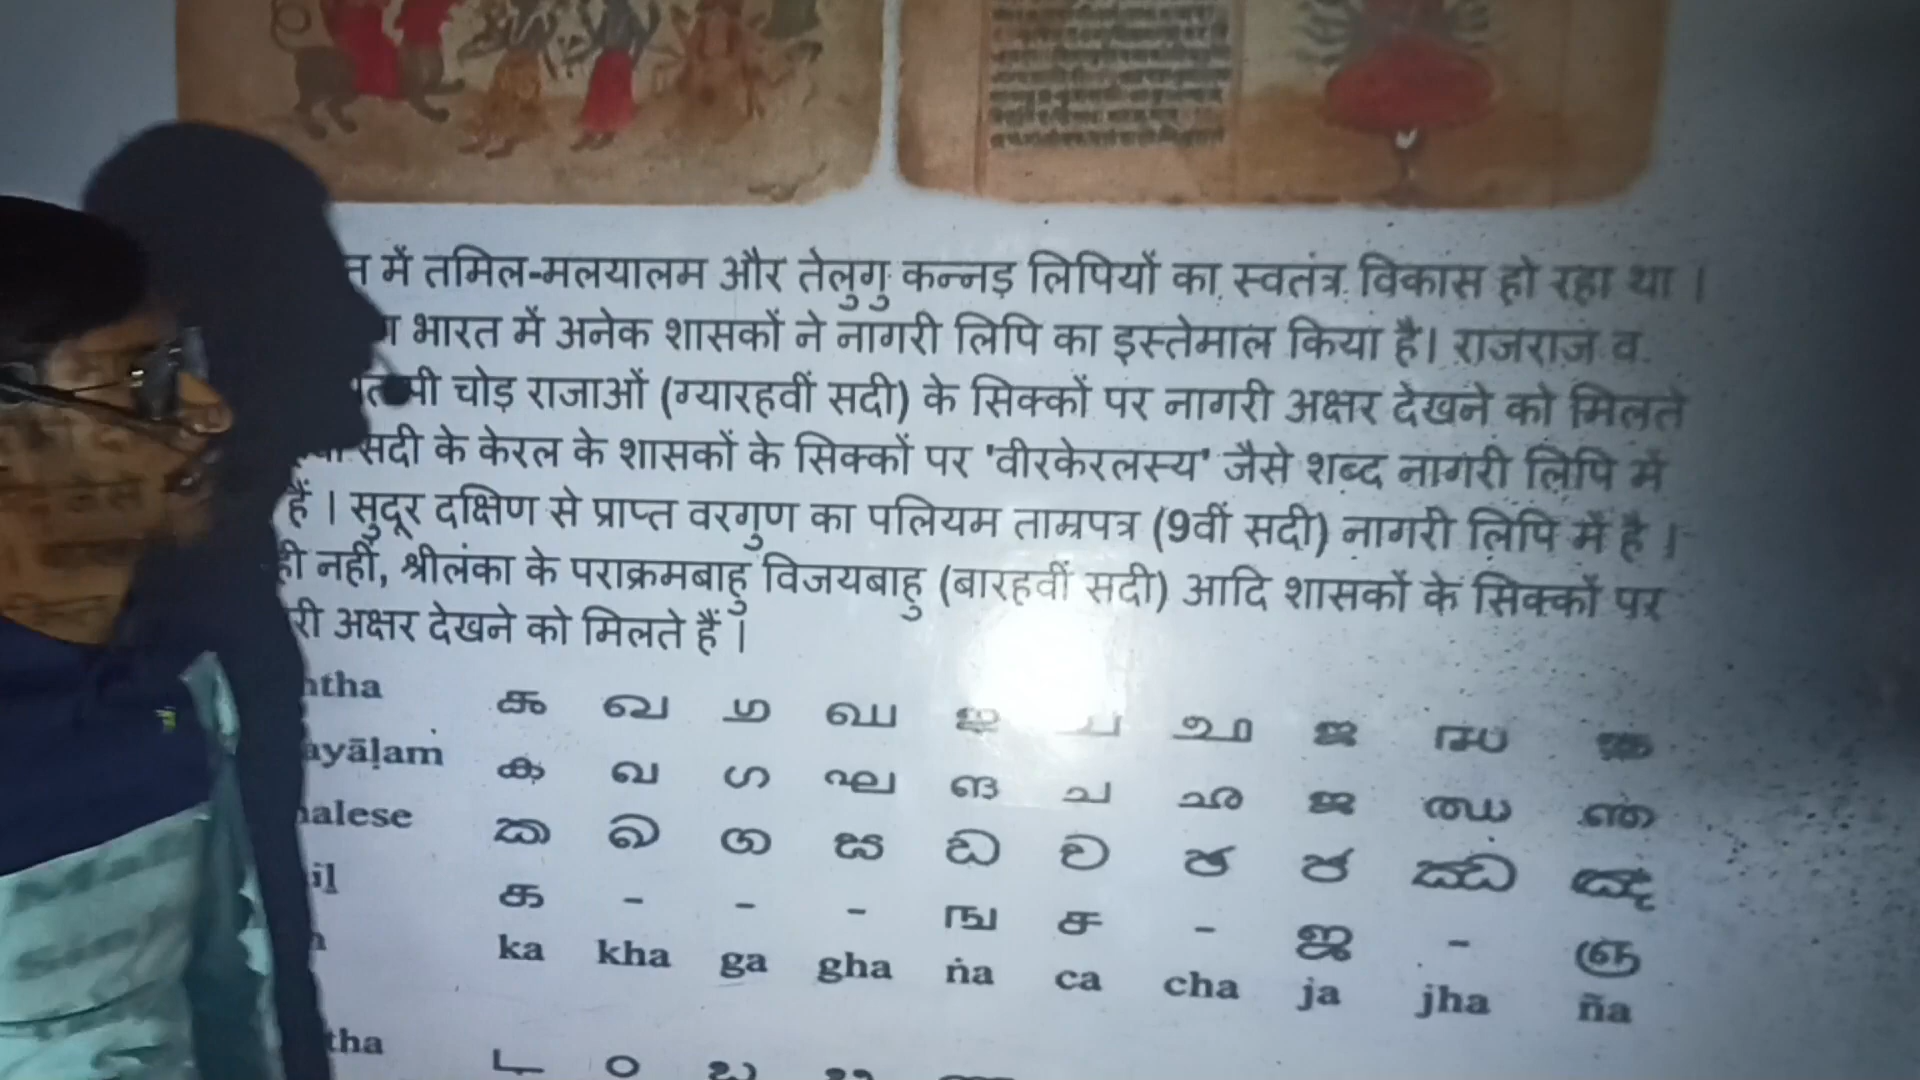 में तमिल-मलयालम और तेलुगु कन्नड़ लिपियों का स्वतंत्र विकास हो रहा था ।
भारत में अनेक शासकों ने नागरी लिपि का इस्तेमाल किया है। राजराज व
चोड़ राजाओं (ग्यारहवीं सदी) के सिक्कों पर नागरी अक्षर देखने को मिलते
सदी के केरल के शासकों के सिक्कों पर 'वीरकेरलस्य' जैसे शब्द नागरी लिपि में
हैं । सुदूर दक्षिण से प्राप्त वरगुण का पलियम ताम्रपत्र (9वीं सदी) नागरी लिपि में है ।
ही नहीं, श्रीलंका के पराक्रमबाहु विजयबाहु (बारहवीं सदी) आदि शासकों के सिक्कों पर
री अक्षर देखने को मिलते हैं ।
ntha
ayāḷaṁ ക ഖ ഗ ഘ ങ ച ഛ ജ ഝ ഞ
halese ක ඛ ග ඝ ඞ ච ඡ ජ ඣ ඤ
iḻ க - - - ங ச - ஜ - ஞ
ka kha ga gha ṅa ca cha ja jha ña
tha